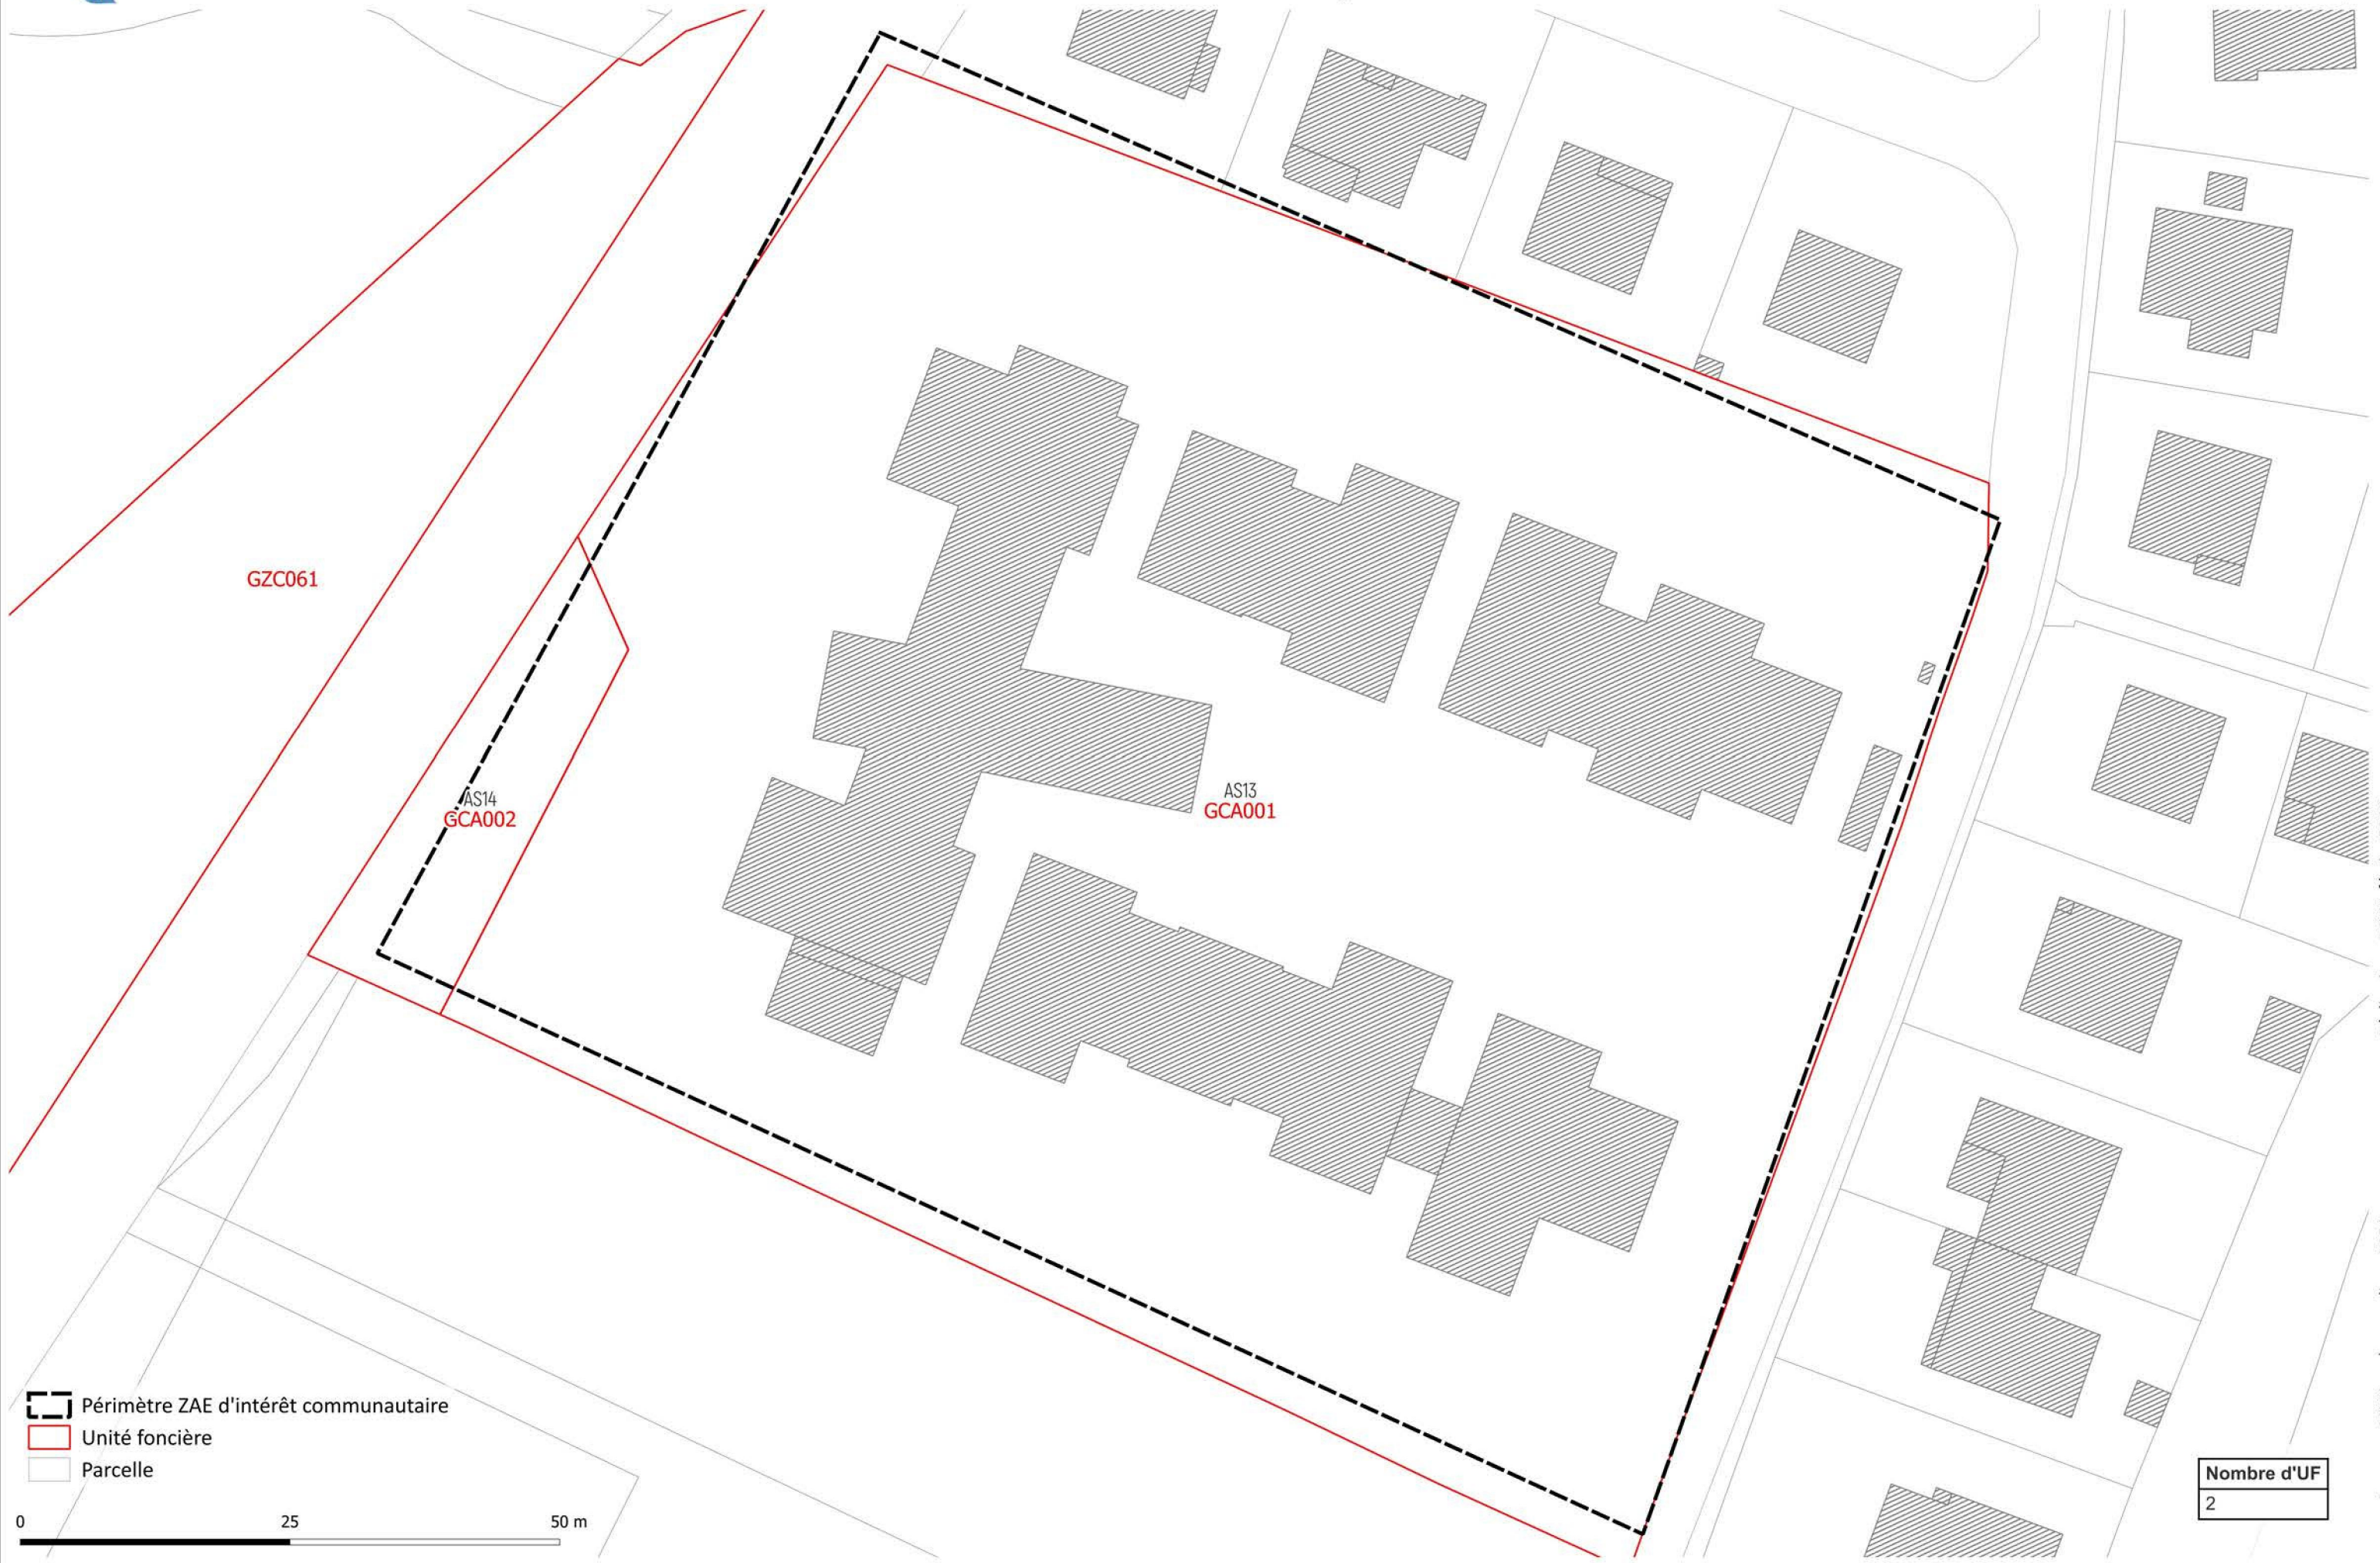 GZC061
AS14
GCA002
AS13
GCA001
Périmètre ZAE d'intérêt communautaire
Unité foncière
Parcelle
0 25 50 m
Nombre d'UF
2